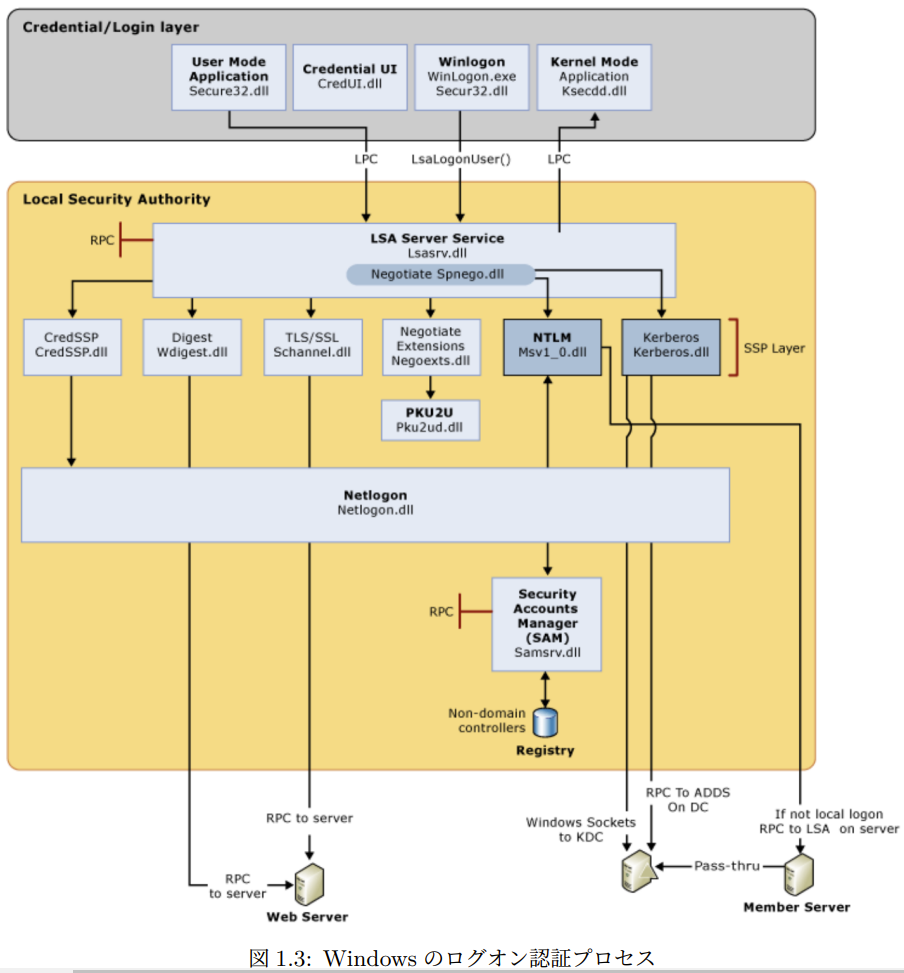 Credential/Login layer
User Mode
Application
Secure32.dll
Credential UI
CredUI.dll
Winlogon
WinLogon.exe
Secur32.dll
Kernel Mode
Application
Ksecdd.dll
LPC
LsaLogonUser()
LPC
Local Security Authority
RPC
LSA Server Service
Lsasrv.dll
Negotiate Spnego.dll
CredSSP
CredSSP.dll
Digest
Wdigest.dll
TLS/SSL
Schannel.dll
Negotiate
Extensions
Negoexts.dll
NTLM
Msv1_0.dll
Kerberos
Kerberos.dll
SSP Layer
PKU2U
Pku2ud.dll
Netlogon
Netlogon.dll
RPC
Security
Accounts
Manager
(SAM)
Samsrv.dll
Non-domain
controllers
Registry
RPC to server
RPC
to server
Web Server
Windows Sockets
to KDC
RPC To ADDS
On DC
If not local logon
RPC to LSA on server
Pass-thru
Member Server
図 1.3: Windows のログオン認証プロセス